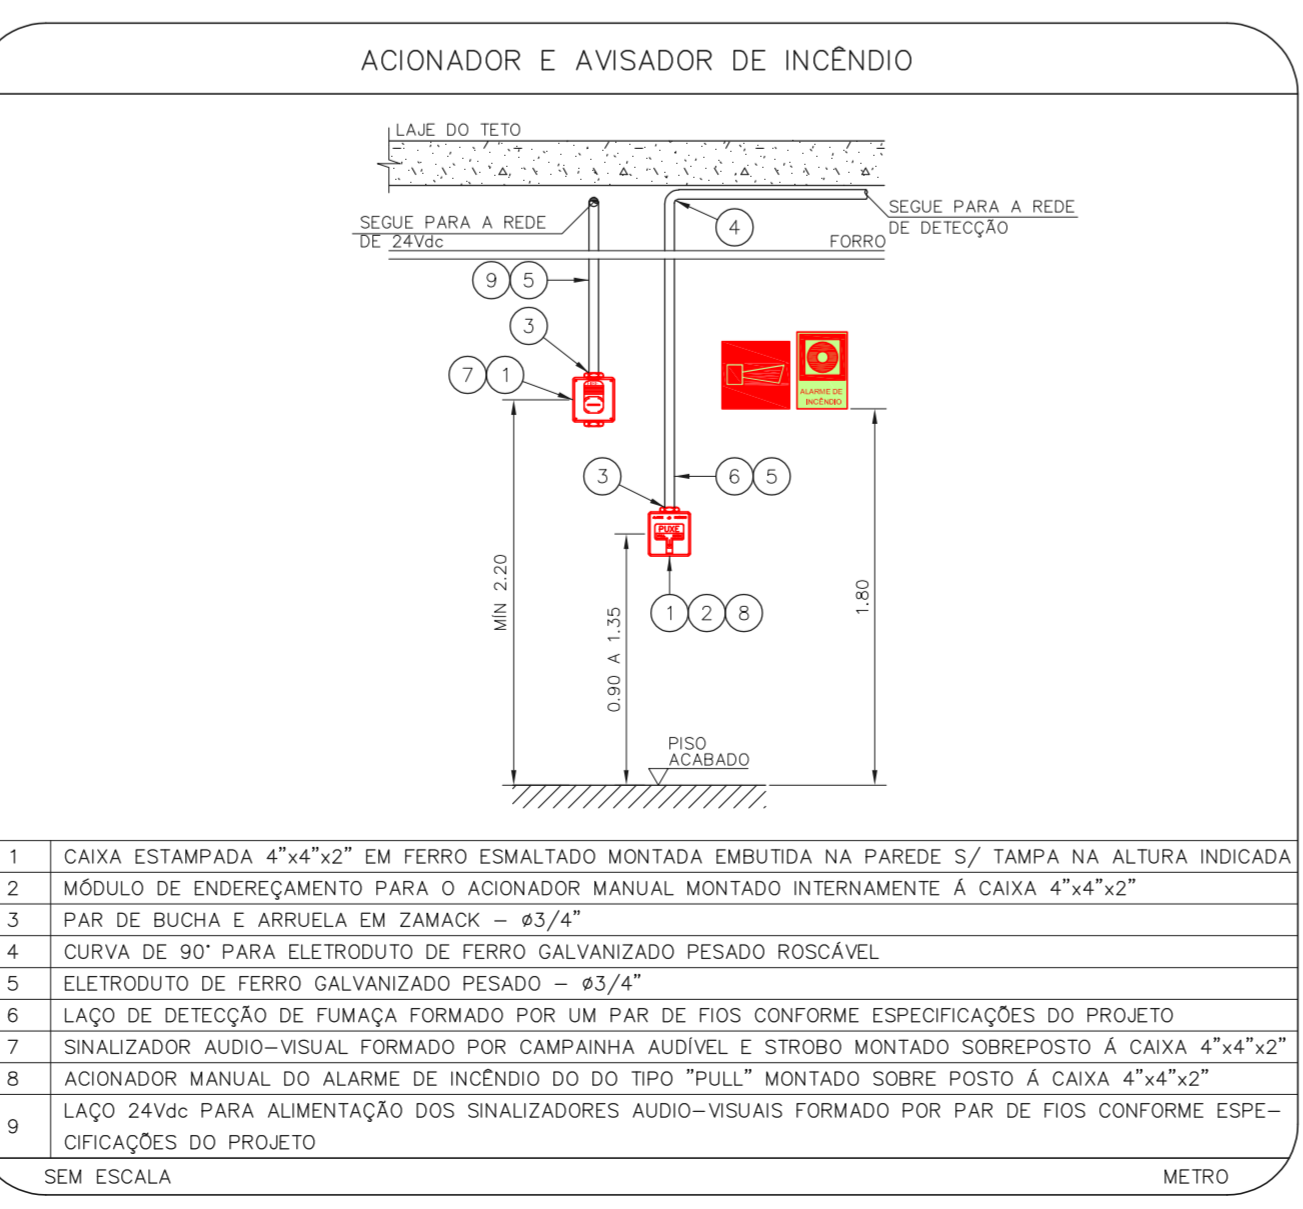 ACIONADOR E AVISADOR DE INCÊNDIO
LAJE DO TETO
SEGUE PARA A REDE
DE 24Vdc
SEGUE PARA A REDE
DE DETECÇÃO
4
FORRO
9 5
3
7 1
ALARME DE
INCÊNDIO
3
6 5
PUXE
1 2 8
MÍN 2.20
0.90 A 1.35
1.80
PISO
ACABADO
1 CAIXA ESTAMPADA 4"x4"x2" EM FERRO ESMALTADO MONTADA EMBUTIDA NA PAREDE S/ TAMPA NA ALTURA INDICADA
2 MÓDULO DE ENDEREÇAMENTO PARA O ACIONADOR MANUAL MONTADO INTERNAMENTE Á CAIXA 4"x4"x2"
3 PAR DE BUCHA E ARRUELA EM ZAMACK – ø3/4"
4 CURVA DE 90° PARA ELETRODUTO DE FERRO GALVANIZADO PESADO ROSCÁVEL
5 ELETRODUTO DE FERRO GALVANIZADO PESADO – ø3/4"
6 LAÇO DE DETECÇÃO DE FUMAÇA FORMADO POR UM PAR DE FIOS CONFORME ESPECIFICAÇÕES DO PROJETO
7 SINALIZADOR AUDIO–VISUAL FORMADO POR CAMPAINHA AUDÍVEL E STROBO MONTADO SOBREPOSTO Á CAIXA 4"x4"x2"
8 ACIONADOR MANUAL DO ALARME DE INCÊNDIO DO DO TIPO "PULL" MONTADO SOBRE POSTO Á CAIXA 4"x4"x2"
9 LAÇO 24Vdc PARA ALIMENTAÇÃO DOS SINALIZADORES AUDIO–VISUAIS FORMADO POR PAR DE FIOS CONFORME ESPE–
CIFICAÇÕES DO PROJETO
SEM ESCALA
METRO